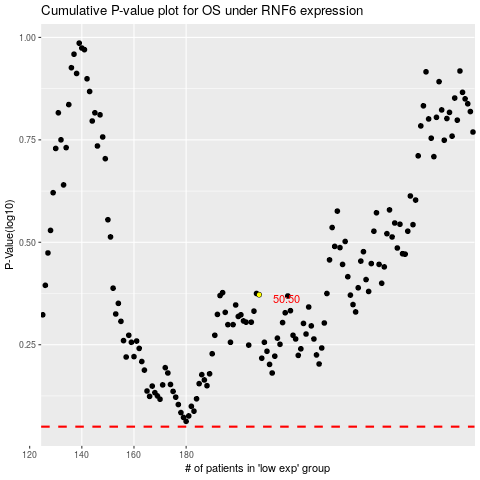 Cumulative P-value plot for OS under RNF6 expression
P-Value(log10)
1.00
0.75
0.50
0.25
50:50
120 140 160 180
# of patients in 'low exp' group